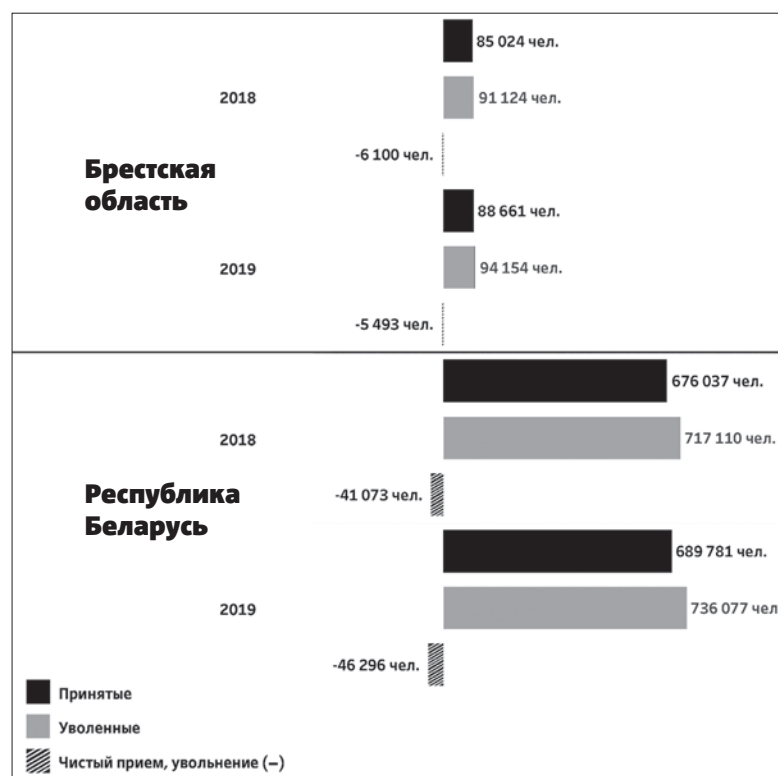 85 024 чел.
2018
91 124 чел.
-6 100 чел.
Брестская
область
88 661 чел.
2019
94 154 чел.
-5 493 чел.
676 037 чел.
2018
717 110 чел.
-41 073 чел.
Республика
Беларусь
689 781 чел.
2019
736 077 чел
-46 296 чел.
Принятые
Уволенные
Чистый прием, увольнение (–)